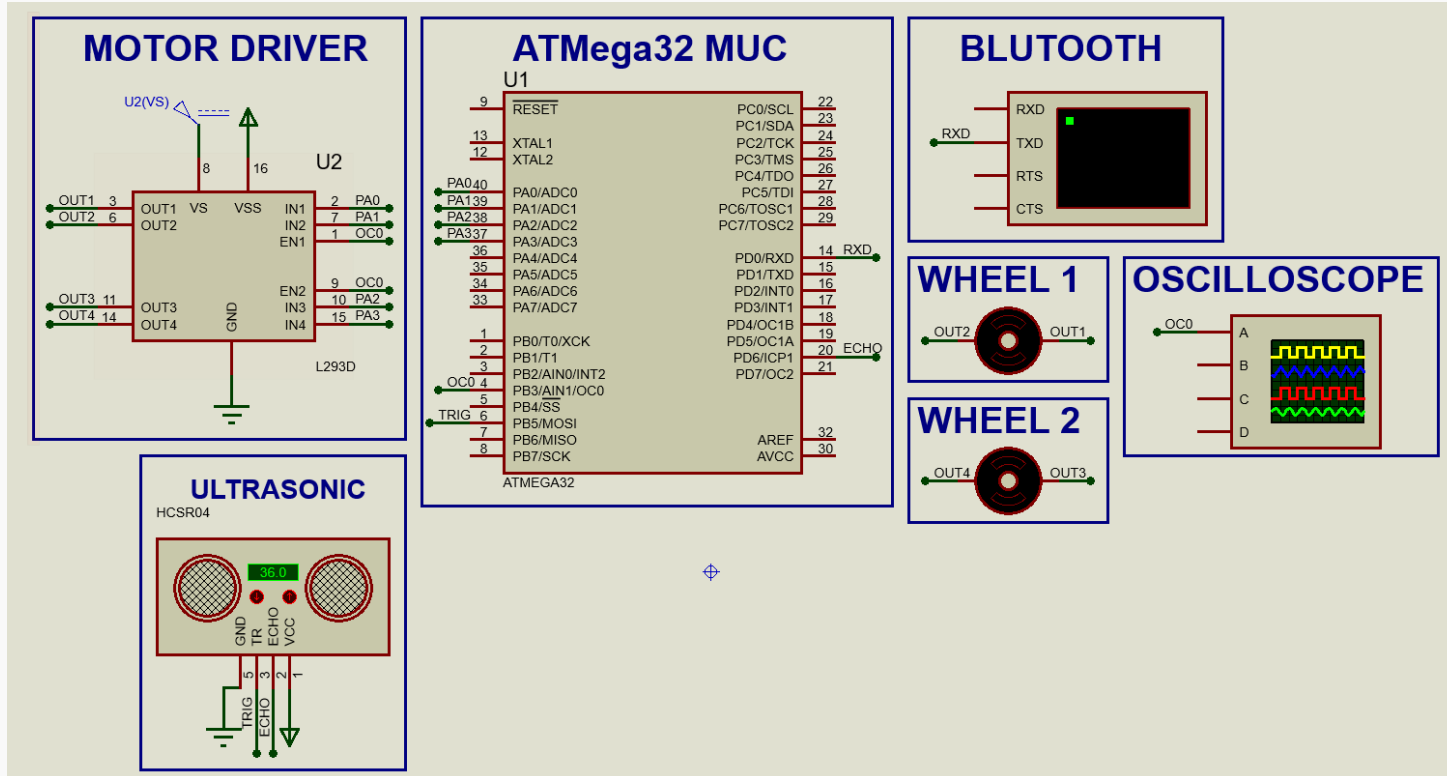 MOTOR DRIVER
U2(VS)
8
16
U2
OUT1 3 OUT1 VS VSS IN1 2 PA0
OUT2 6 OUT2 IN2 7 PA1
EN1 1 OC0
EN2 9 OC0
OUT3 11 OUT3 IN3 10 PA2
OUT4 14 OUT4 IN4 15 PA3
GND
L293D
ULTRASONIC
HCSR04
36.0
GND TR ECHO VCC
5 3 2 1
TRIG ECHO
ATMega32 MUC
U1
9 RESET PC0/SCL 22
PC1/SDA 23
13 XTAL1 PC2/TCK 24
12 XTAL2 PC3/TMS 25
PC4/TDO 26
PA0 40 PA0/ADC0 PC5/TDI 27
PA1 39 PA1/ADC1 PC6/TOSC1 28
PA2 38 PA2/ADC2 PC7/TOSC2 29
PA3 37 PA3/ADC3
36 PA4/ADC4 PD0/RXD 14 RXD
35 PA5/ADC5 PD1/TXD 15
34 PA6/ADC6 PD2/INT0 16
33 PA7/ADC7 PD3/INT1 17
PD4/OC1B 18
1 PB0/T0/XCK PD5/OC1A 19
2 PB1/T1 PD6/ICP1 20 ECHO
3 PB2/AIN0/INT2 PD7/OC2 21
OC0 4 PB3/AIN1/OC0
5 PB4/SS
TRIG 6 PB5/MOSI
7 PB6/MISO AREF 32
8 PB7/SCK AVCC 30
ATMEGA32
BLUTOOTH
RXD
RXD TXD
RTS
CTS
WHEEL 1
OUT2 OUT1
WHEEL 2
OUT4 OUT3
OSCILLOSCOPE
OC0 A
B
C
D